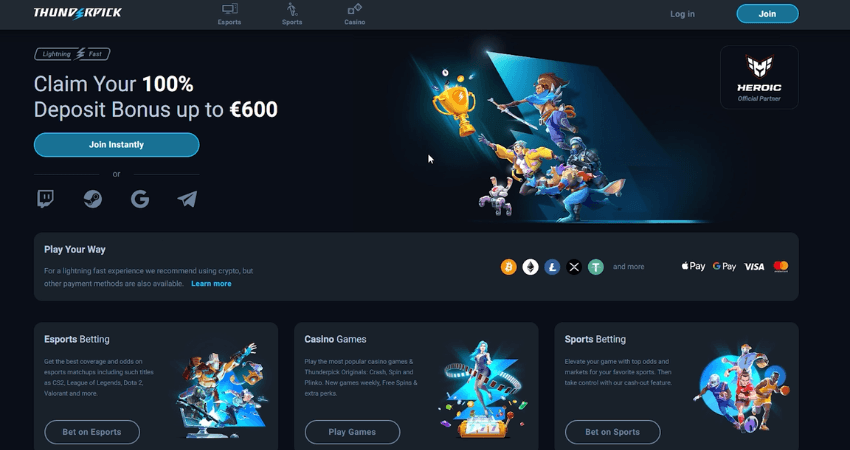 THUNDERPICK
Esports
Sports
Casino
Log in
Join
Lightning Fast
Claim Your 100%
Deposit Bonus up to €600
Join Instantly
or
HEROIC
Official Partner
Play Your Way
For a lightning fast experience we recommend using crypto, but
other payment methods are also available. Learn more
and more
Pay
G Pay
VISA
Esports Betting
Get the best coverage and odds on
esports matchups including such titles
as CS2, League of Legends, Dota 2,
Valorant and more.
Bet on Esports
Casino Games
Play the most popular casino games &
Thunderpick Originals. Crash, Spin and
Plinko. New games weekly, Free Spins &
extra perks.
Play Games
Sports Betting
Elevate your game with top odds and
markets for your favorite sports. Then
take control with our cash-out feature.
Bet on Sports